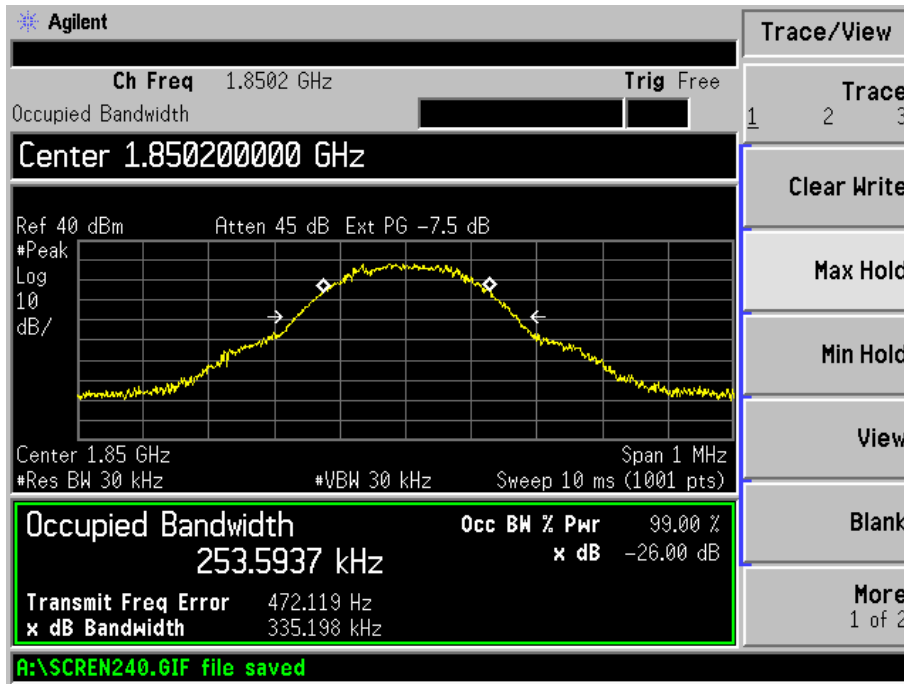 Agilent
Trace/View
Ch Freq 1.8502 GHz Trig Free
Occupied Bandwidth
Center 1.850200000 GHz
Ref 40 dBm Atten 45 dB Ext PG -7.5 dB
#Peak
Log
10
dB/
Center 1.85 GHz Span 1 MHz
#Res BW 30 kHz #VBW 30 kHz Sweep 10 ms (1001 pts)
Occupied Bandwidth Occ BW % Pwr 99.00 %
253.5937 kHz x dB -26.00 dB
Transmit Freq Error 472.119 Hz
x dB Bandwidth 335.198 kHz
A:\SCREN240.GIF file saved
Trace
1 2 3
Clear Write
Max Hold
Min Hold
View
Blank
More
1 of 2